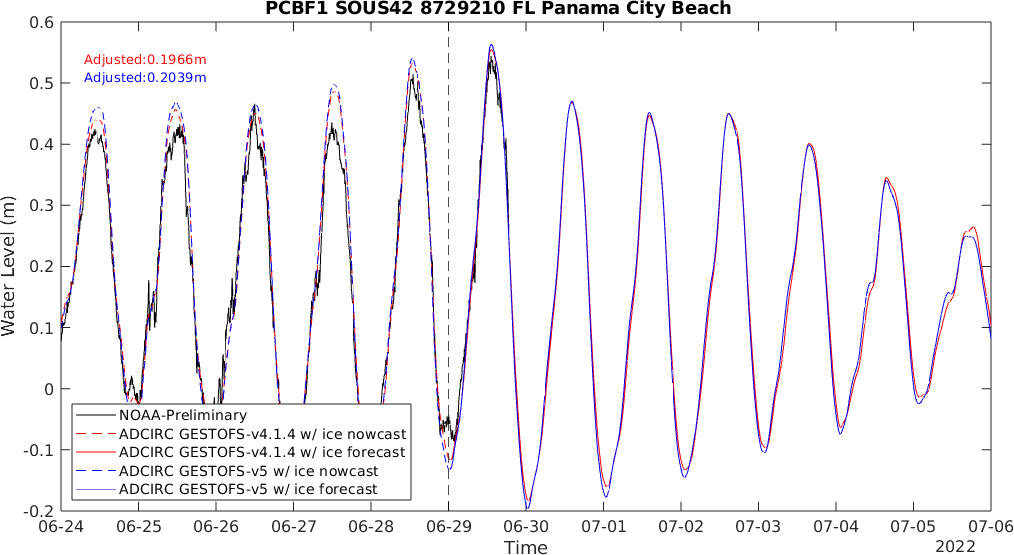 PCBF1 SOUS42 8729210 FL Panama City Beach
0.6
Adjusted:0.1966m
Adjusted:0.2039m
0.5
0.4
0.3
0.2
0.1
0
-0.1
-0.2
Water Level (m)
NOAA-Preliminary
ADCIRC GESTOFS-v4.1.4 w/ ice nowcast
ADCIRC GESTOFS-v4.1.4 w/ ice forecast
ADCIRC GESTOFS-v5 w/ ice nowcast
ADCIRC GESTOFS-v5 w/ ice forecast
06-24 06-25 06-26 06-27 06-28 06-29 06-30 07-01 07-02 07-03 07-04 07-05 07-06
Time
2022